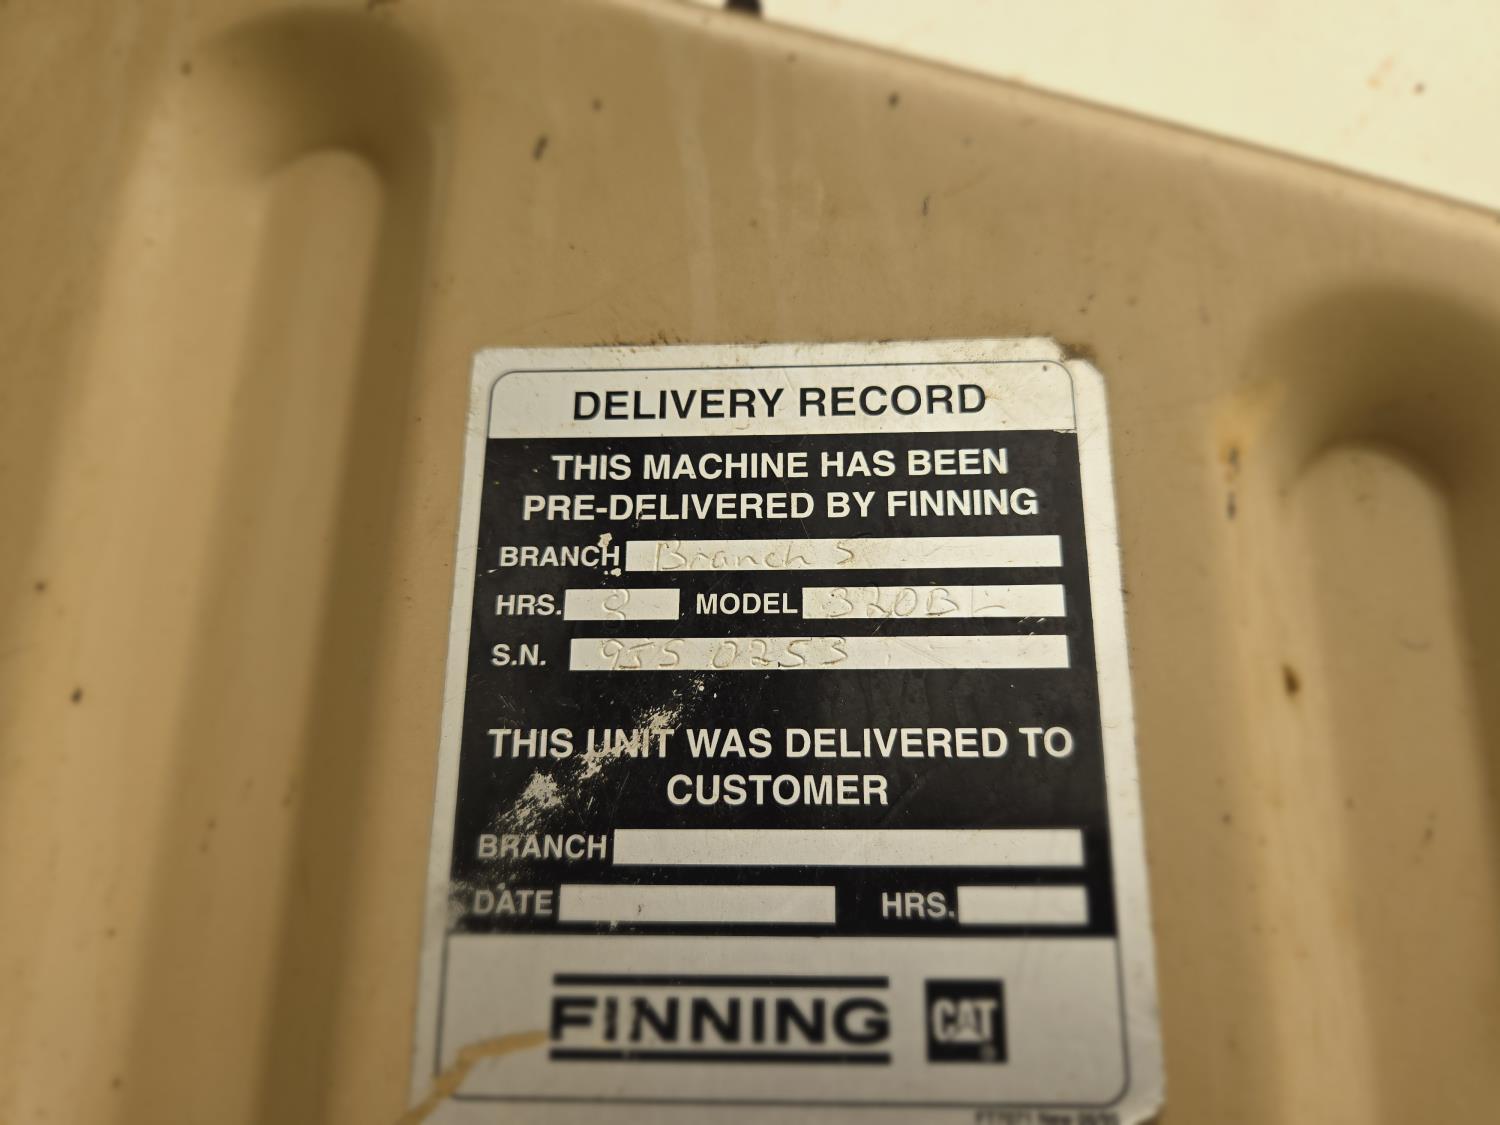 DELIVERY RECORD
THIS MACHINE HAS BEEN
PRE-DELIVERED BY FINNING
BRANCH Branch 5
HRS. 8 MODEL 320BL
S.N. 9SS 0253
THIS UNIT WAS DELIVERED TO
CUSTOMER
BRANCH
DATE HRS.
FINNING CAT